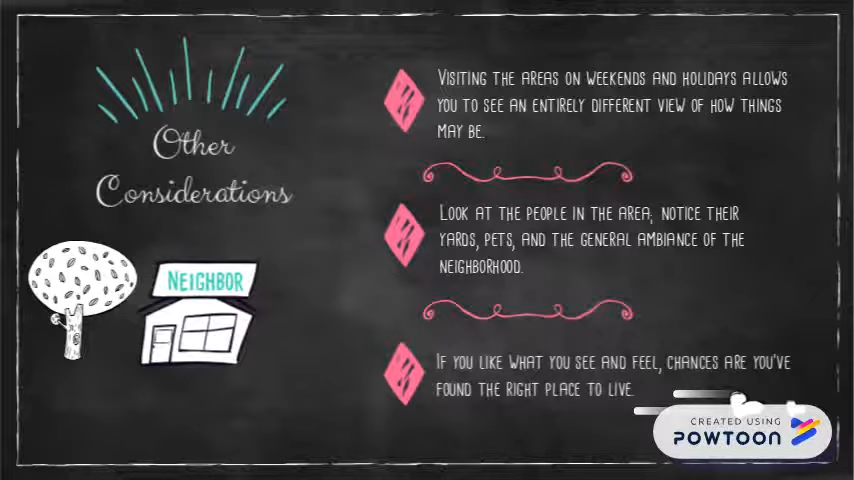 Other
Considerations
NEIGHBOR
VISITING THE AREAS ON WEEKENDS AND HOLIDAYS ALLOWS
YOU TO SEE AN ENTIRELY DIFFERENT VIEW OF HOW THINGS
MAY BE.
LOOK AT THE PEOPLE IN THE AREA; NOTICE THEIR
YARDS, PETS, AND THE GENERAL AMBIANCE OF THE
NEIGHBORHOOD.
IF YOU LIKE WHAT YOU SEE AND FEEL, CHANCES ARE YOU'VE
FOUND THE RIGHT PLACE TO LIVE.
CREATED USING
POWTOON